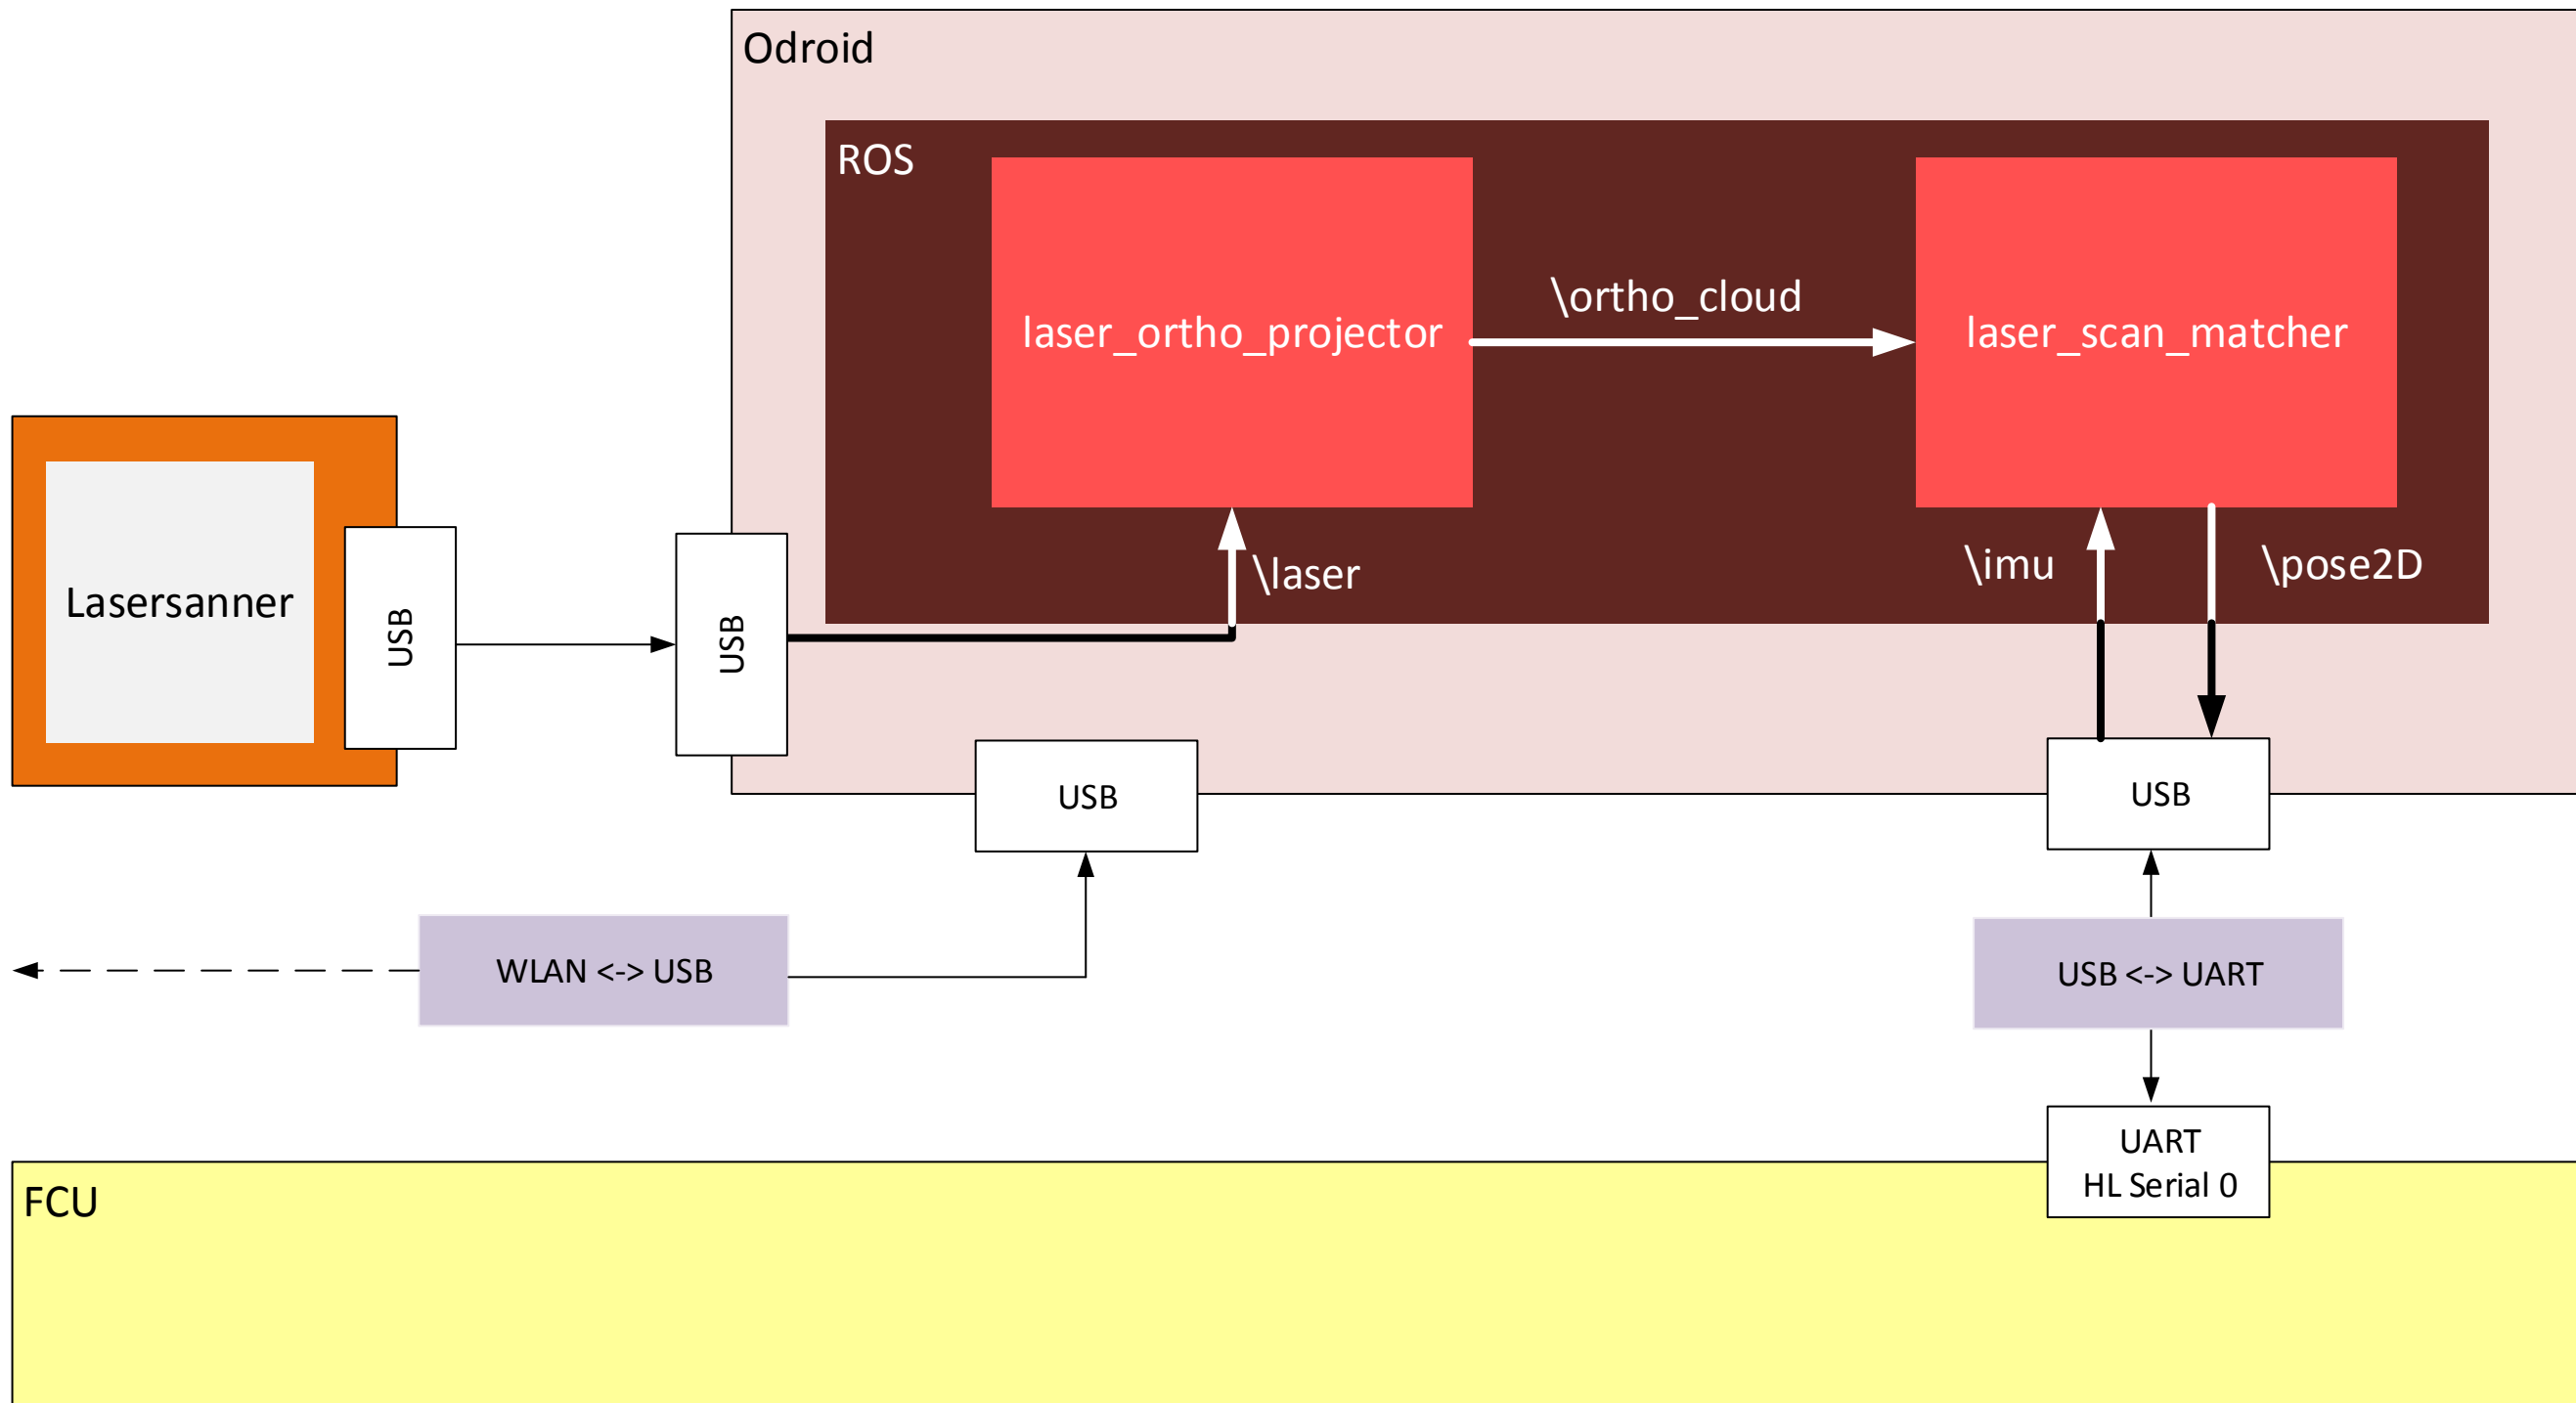 Odroid
ROS
laser_ortho_projector
\ortho_cloud
laser_scan_matcher
\laser
\imu
\pose2D
Lasersanner
USB
USB
USB
USB
WLAN <-> USB
USB <-> UART
UART
HL Serial 0
FCU